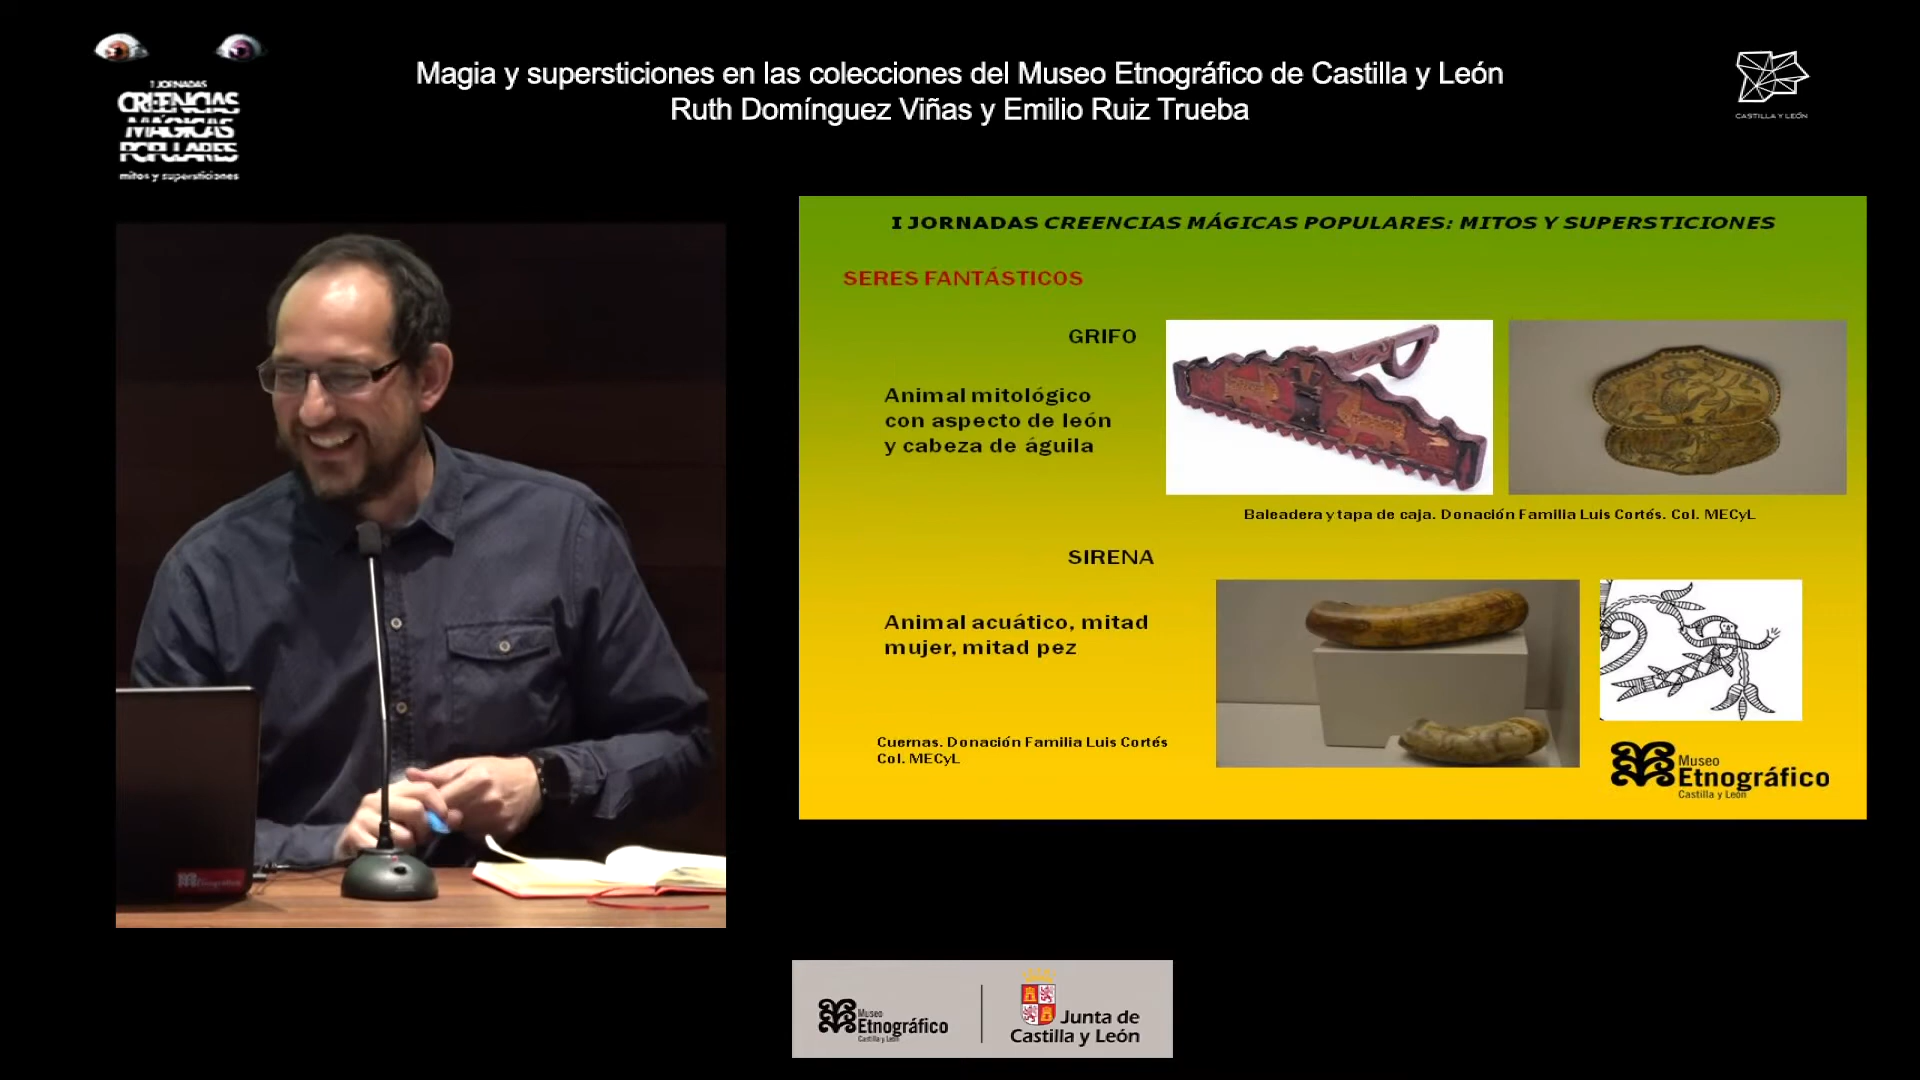 I JORNADAS
CREENCIAS
MÁGICAS
POPULARES
mitos y supersticiones
Magia y supersticiones en las colecciones del Museo Etnográfico de Castilla y León
Ruth Domínguez Viñas y Emilio Ruiz Trueba
CASTILLA Y LEÓN
I JORNADAS CREENCIAS MÁGICAS POPULARES: MITOS Y SUPERSTICIONES
SERES FANTÁSTICOS
GRIFO
Animal mitológico
con aspecto de león
y cabeza de águila
Baleadera y tapa de caja. Donación Familia Luis Cortés. Col. MECyL
SIRENA
Animal acuático, mitad
mujer, mitad pez
Cuernas. Donación Familia Luis Cortés
Col. MECyL
Museo
Etnográfico
Castilla y León
Museo
Etnográfico
Castilla y León
Junta de
Castilla y León